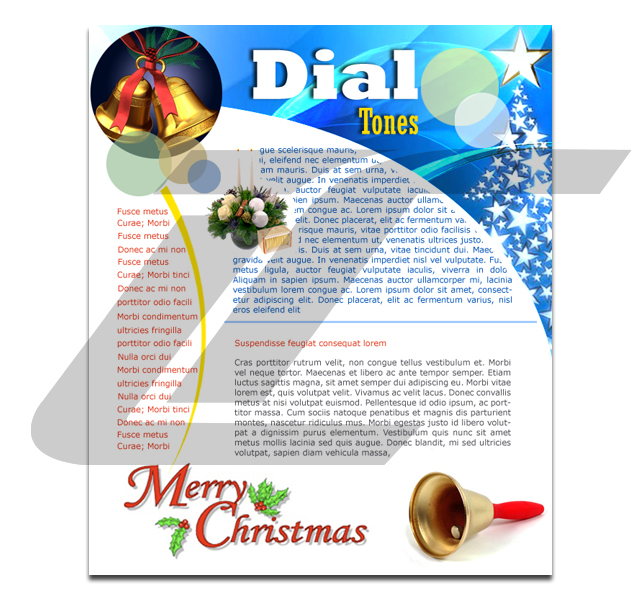 Dial
Tones
gue scelerisque mauris,
eleifend nec elementum
am mauris. Duis at sem urna,
velit augue. In venenatis imperdiet
auctor feugiat vulputate iaculis
pien ipsum. Maecenas auctor ullamcorper
em congue ac. Lorem ipsum dolor sit
elit. Donec placerat, elit ac fermentum
risque mauris, vitae porttitor odio facilisis
nd nec elementum ut, venenatis ultrices justo.
is. Duis at sem urna, vitae tincidunt dui.
gravida velit augue. In venenatis imperdiet nisl vel vulputate.
metus ligula, auctor feugiat vulputate iaculis, viverra in dolo
Aliquam in sapien ipsum. Maecenas auctor ullamcorper mi, lacinia
vestibulum lorem congue ac. Lorem ipsum dolor sit amet, consect-
etur adipiscing elit. Donec placerat, elit ac fermentum varius, nisl
eros eleifend elit
Fusce metus
Curae; Morbi
Fusce metus
Donec ac mi non
Fusce metus
Curae; Morbi tinci
Donec ac mi non
porttitor odio facili
Morbi condimentum
ultricies fringilla
porttitor odio facili
Nulla orci dui
Morbi condimentum
ultricies fringilla
Nulla orci dui
Curae; Morbi tinci
Donec ac mi non
Fusce metus
Curae; Morbi
Suspendisse feugiat consequat lorem
Cras porttitor rutrum velit, non congue tellus vestibulum et. Morbi
vel neque tortor. Maecenas et libero ac ante tempor semper. Etiam
luctus sagittis magna, sit amet semper dui adipiscing eu. Morbi vitae
lorem est, quis volutpat velit. Vivamus ac velit lacus. Donec convallis
metus at nisi volutpat euismod. Pellentesque id odio ipsum, ac port-
titor massa. Cum sociis natoque penatibus et magnis dis parturient
montes, nascetur ridiculus mus. Morbi egestas justo id libero volut-
pat a dignissim purus elementum. Vestibulum quis nunc sit amet
metus mollis lacinia sed quis augue. Donec blandit, mi sed ultricies
volutpat, sapien diam vehicula massa,
Merry
Christmas